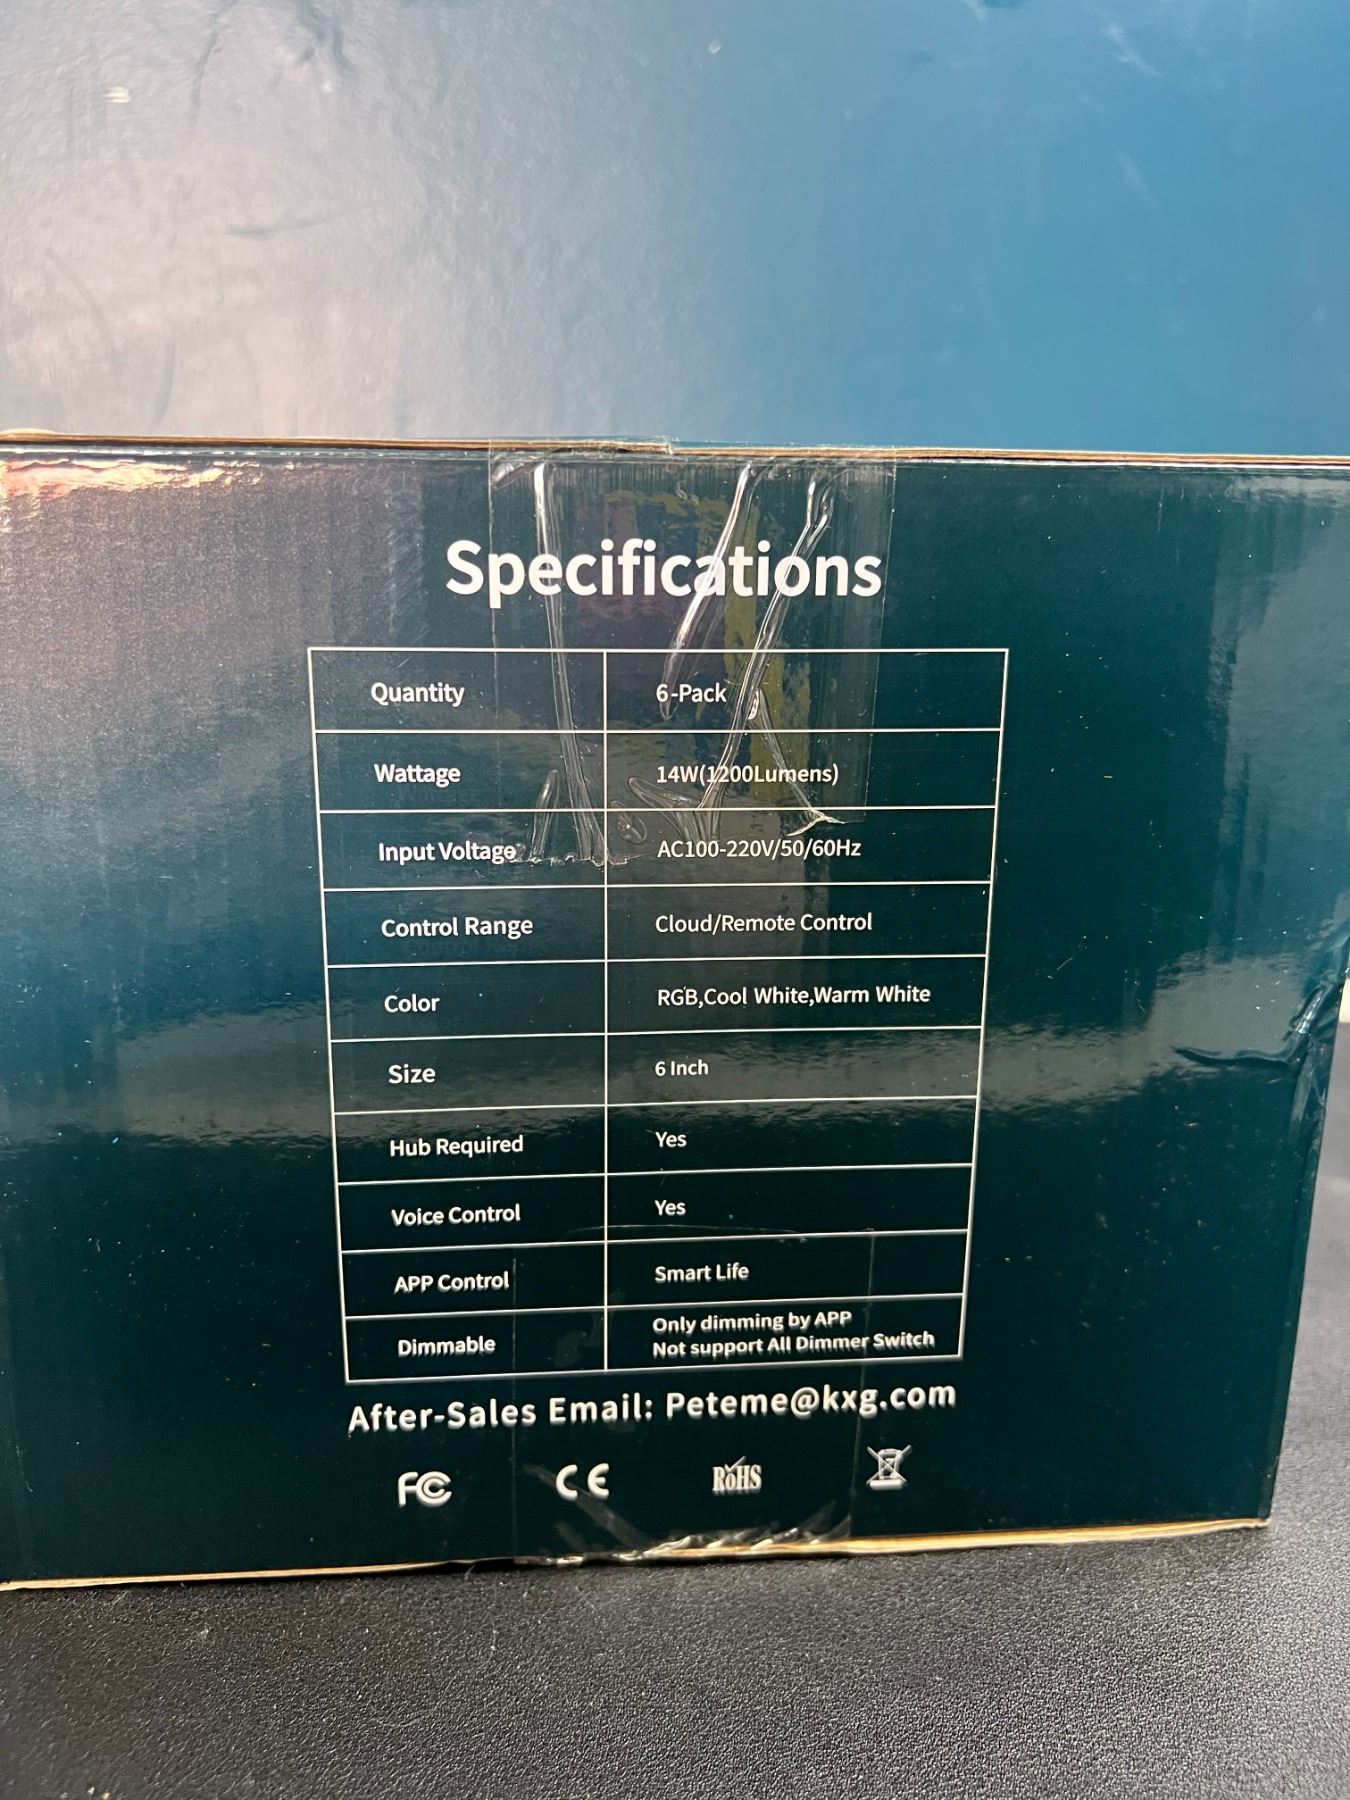 Specifications
Quantity 6-Pack
Wattage 14W(1200Lumens)
Input Voltage AC100-220V/50/60Hz
Control Range Cloud/Remote Control
Color RGB,Cool White,Warm White
Size 6 Inch
Hub Required Yes
Voice Control Yes
APP Control Smart Life
Dimmable Only dimming by APP
Not support All Dimmer Switch
After-Sales Email: Peteme@kxg.com
FC CE RoHS